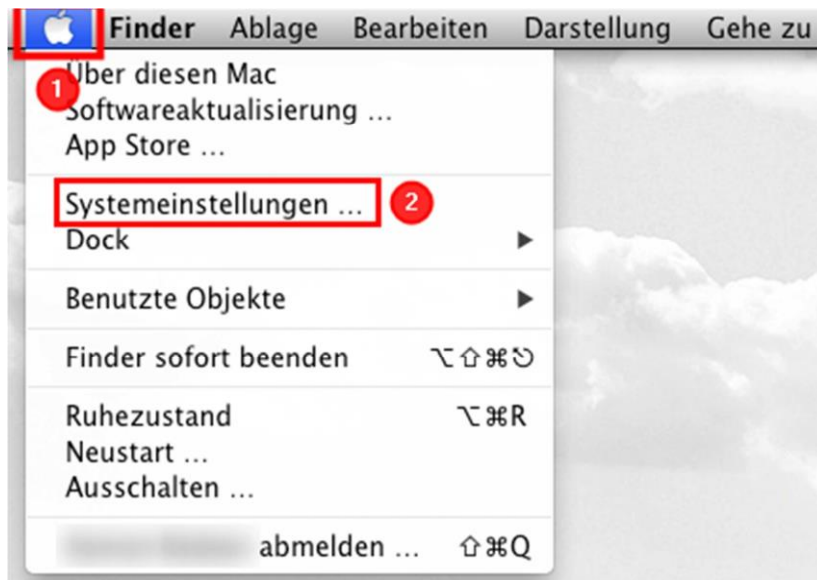 Finder Ablage Bearbeiten Darstellung Gehe zu
1
Über diesen Mac
Softwareaktualisierung ...
App Store ...
Systemeinstellungen ... 2
Dock ▶
Benutzte Objekte ▶
Finder sofort beenden ⌥⇧⌘⎋
Ruhezustand ⌥⌘R
Neustart ...
Ausschalten ...
abmelden ... ⇧⌘Q